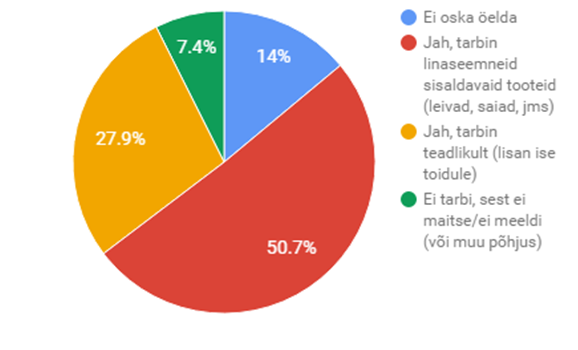 7.4%
14%
27.9%
50.7%
Ei oska öelda
Jah, tarbin
linaseemneid
sisaldavaid tooteid
(leivad, saiad, jms)
Jah, tarbin
teadlikult (lisan ise
toidule)
Ei tarbi, sest ei
maitse/ei meeldi
(või muu põhjus)